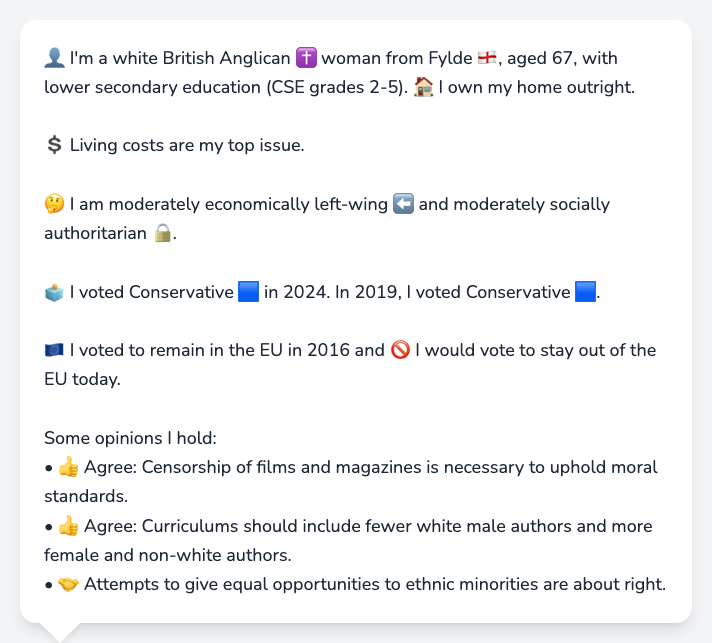 👤 I'm a white British Anglican ✝️ woman from Fylde 🏴󠁧󠁢󠁥󠁮󠁧󠁿, aged 67, with
lower secondary education (CSE grades 2-5). 🏠 I own my home outright.
💲 Living costs are my top issue.
🤔 I am moderately economically left-wing ⬅️ and moderately socially
authoritarian 🔒.
🗳️ I voted Conservative 🟦 in 2024. In 2019, I voted Conservative 🟦.
🇪🇺 I voted to remain in the EU in 2016 and 🚫 I would vote to stay out of the
EU today.
Some opinions I hold:
• 👍 Agree: Censorship of films and magazines is necessary to uphold moral
standards.
• 👍 Agree: Curriculums should include fewer white male authors and more
female and non-white authors.
• 🤝 Attempts to give equal opportunities to ethnic minorities are about right.